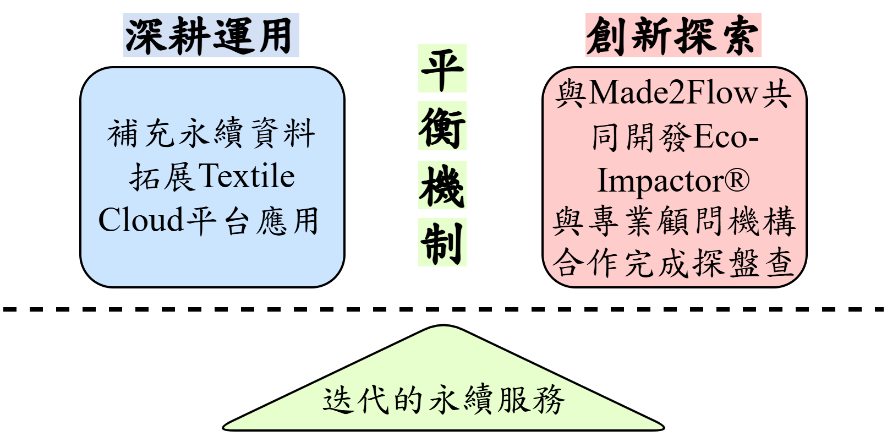 深耕運用
補充永續資料
拓展Textile
Cloud平台應用
平
衡
機
制
創新探索
與Made2Flow共
同開發Eco-
Impactor®
與專業顧問機構
合作完成探盤查
迭代的永續服務